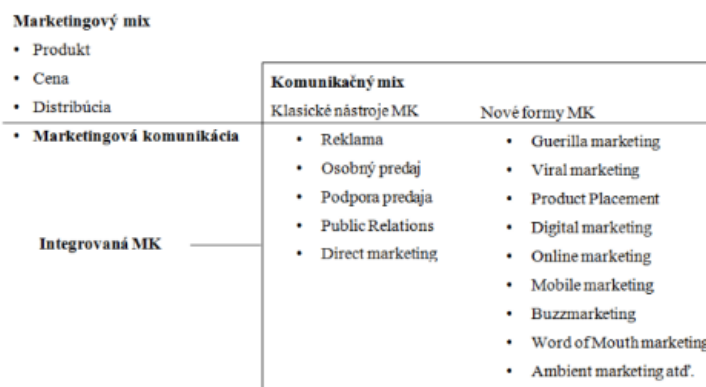 Marketingový mix
• Produkt
• Cena
• Distribúcia
• Marketingová komunikácia
Integrovaná MK
Komunikačný mix
Klasické nástroje MK
• Reklama
• Osobný predaj
• Podpora predaja
• Public Relations
• Direct marketing
Nové formy MK
• Guerilla marketing
• Viral marketing
• Product Placement
• Digital marketing
• Online marketing
• Mobile marketing
• Buzzmarketing
• Word of Mouth marketing
• Ambient marketing atď.